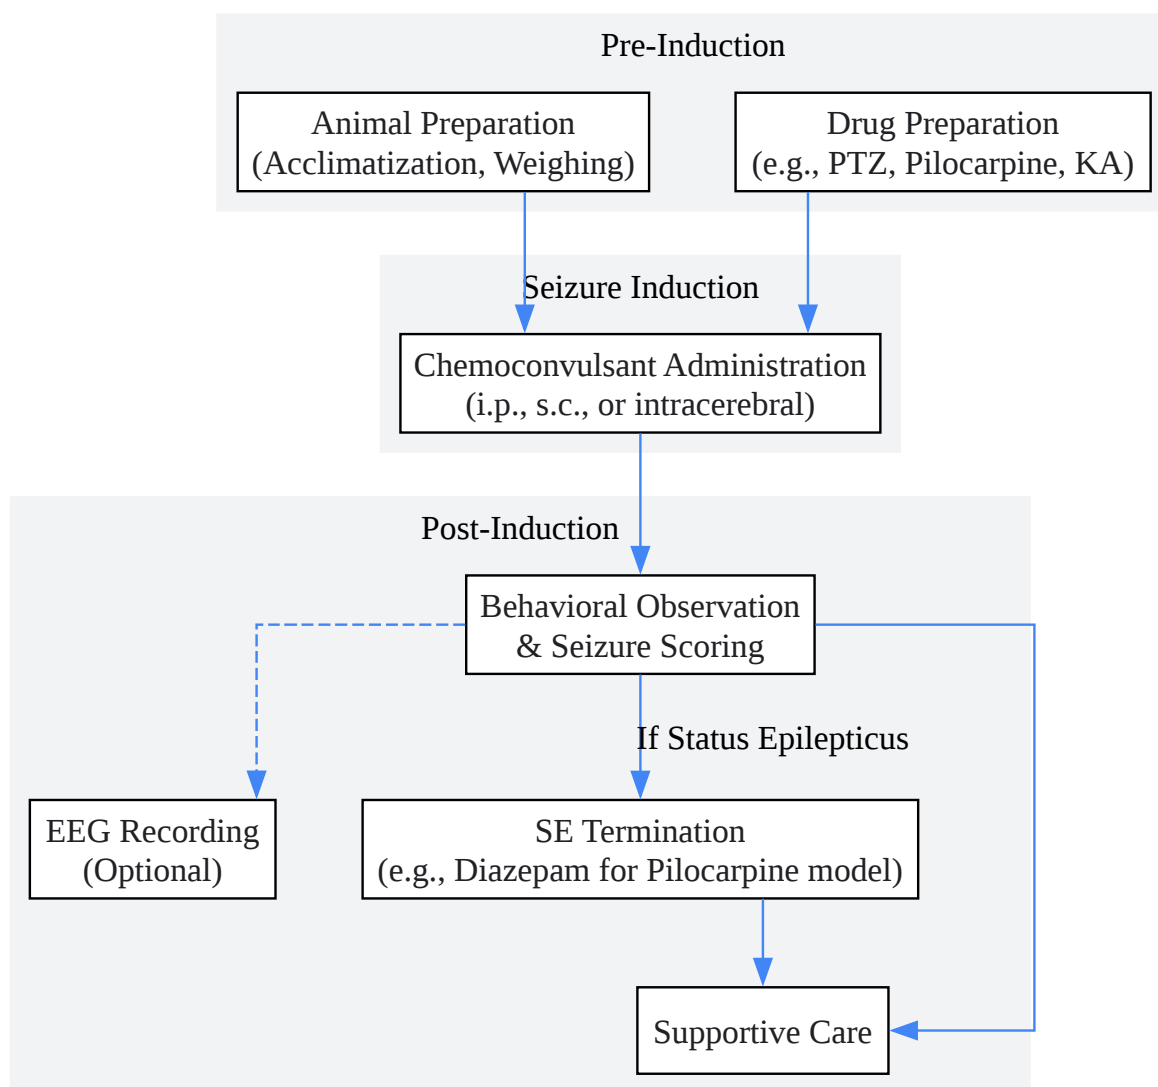 Pre-Induction
Animal Preparation
(Acclimatization, Weighing)
Drug Preparation
(e.g., PTZ, Pilocarpine, KA)
Seizure Induction
Chemoconvulsant Administration
(i.p., s.c., or intracerebral)
Post-Induction
Behavioral Observation
& Seizure Scoring
If Status Epilepticus
EEG Recording
(Optional)
SE Termination
(e.g., Diazepam for Pilocarpine model)
Supportive Care